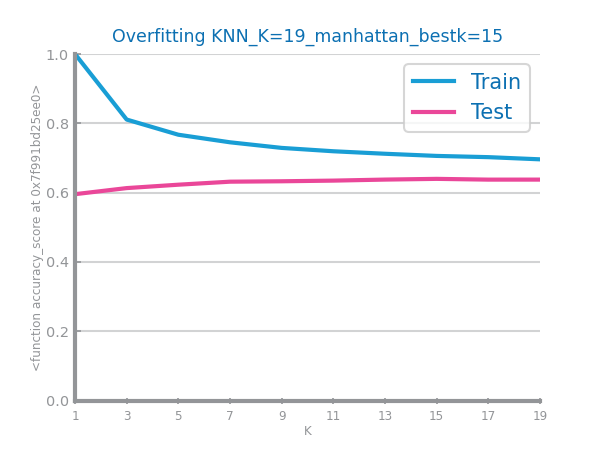 Overfitting KNN_K=19_manhattan_bestk=15
<function accuracy_score at 0x7f991bd25ee0>
1.0
0.8
0.6
0.4
0.2
0.0
Train
Test
1 3 5 7 9 11 13 15 17 19
K